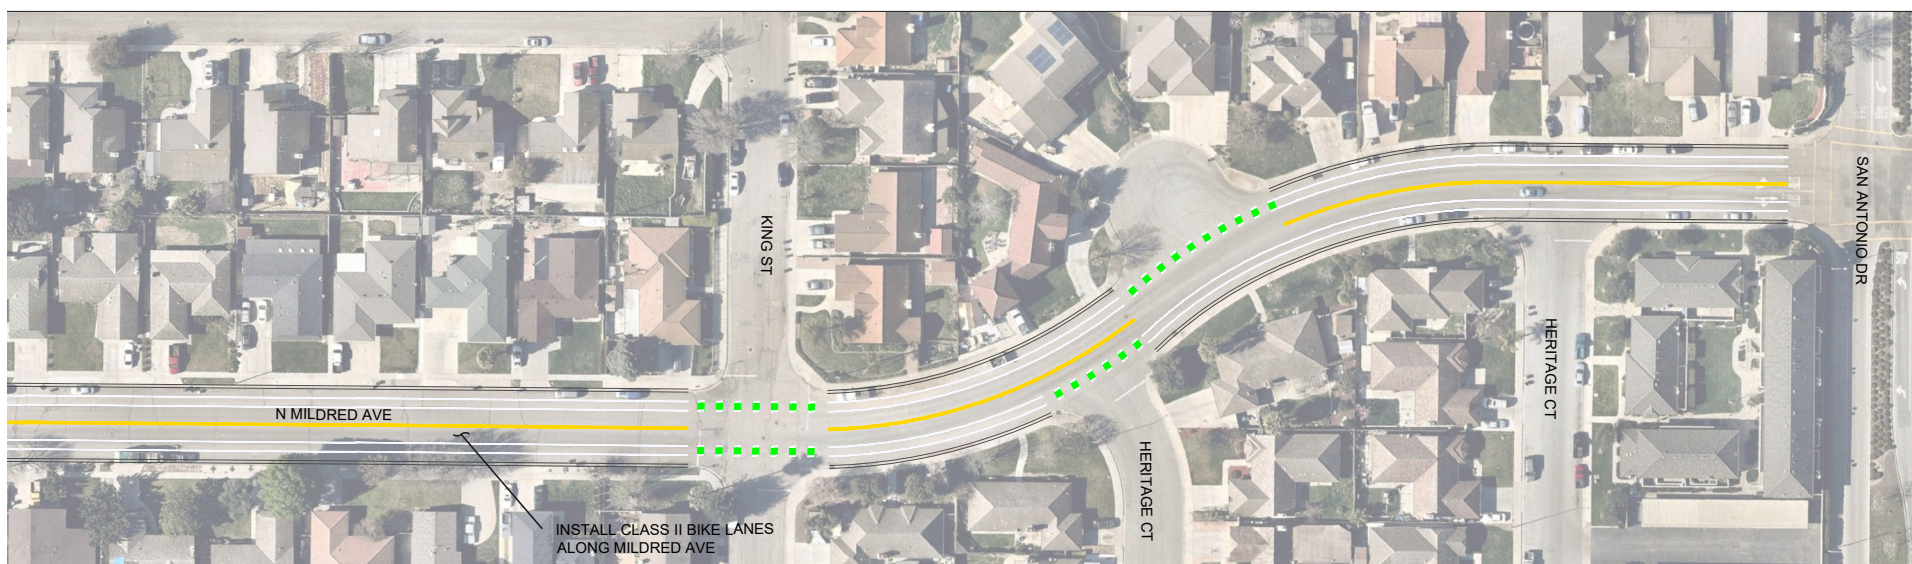 KING ST
SAN ANTONIO DR
HERITAGE CT
N MILDRED AVE
HERITAGE CT
INSTALL CLASS II BIKE LANES
ALONG MILDRED AVE